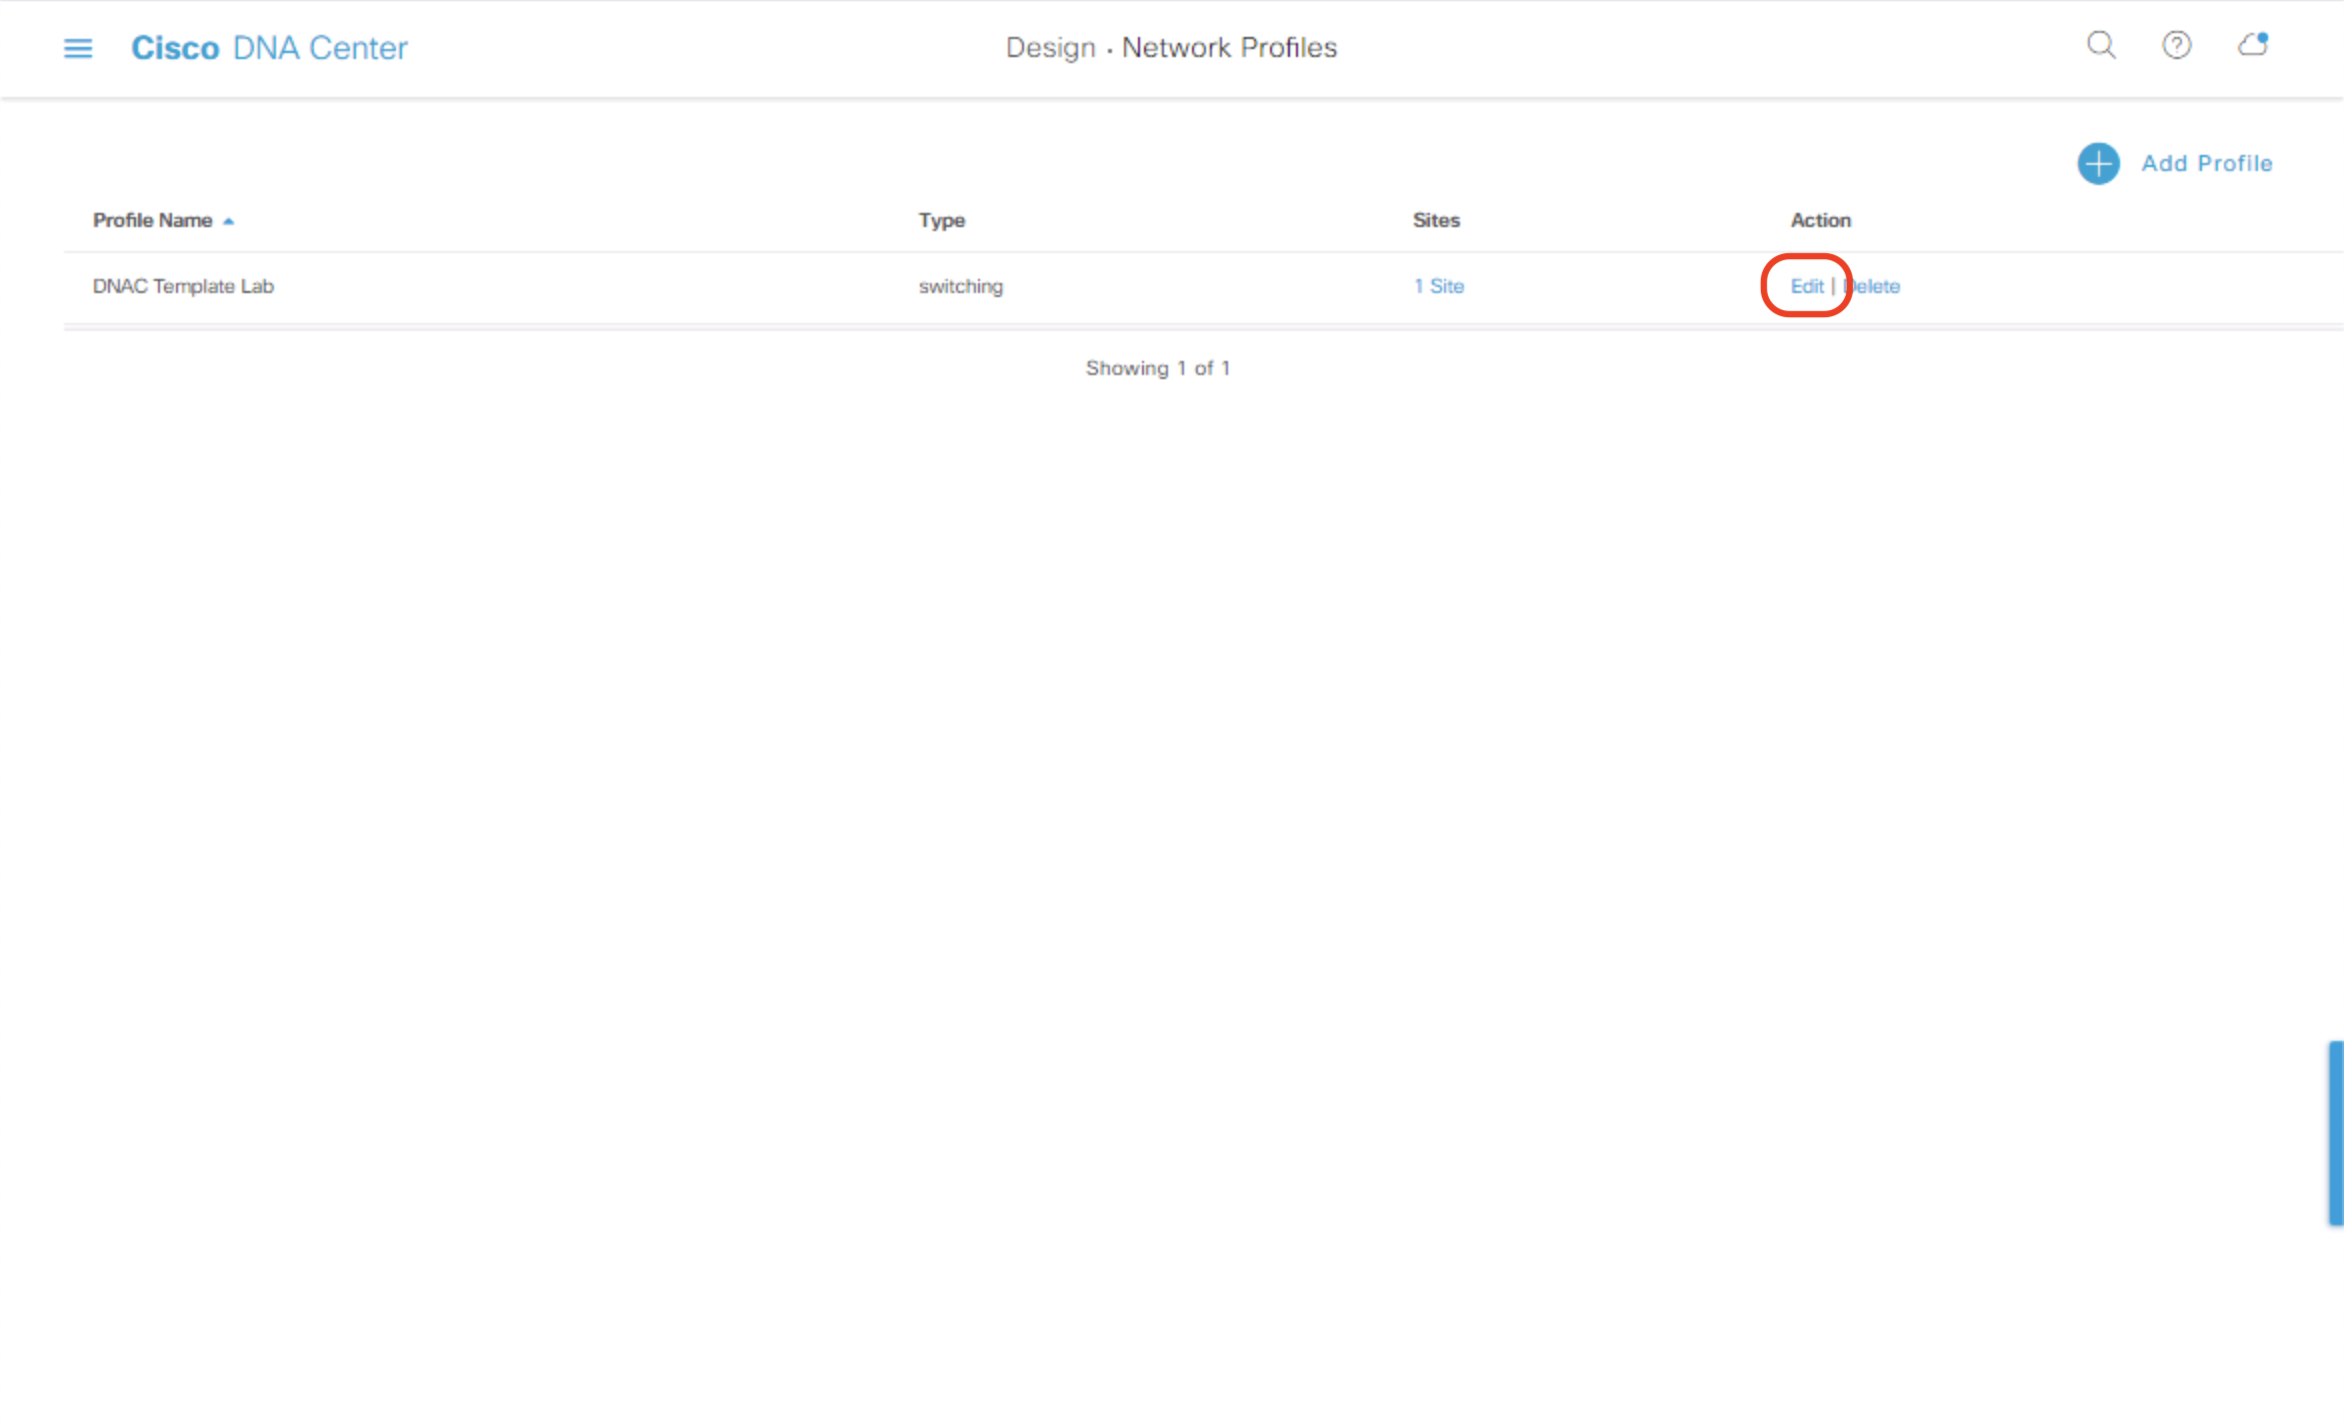 Cisco DNA Center
Design · Network Profiles
Add Profile
Profile Name Type Sites Action
DNAC Template Lab switching 1 Site Edit | Delete
Showing 1 of 1